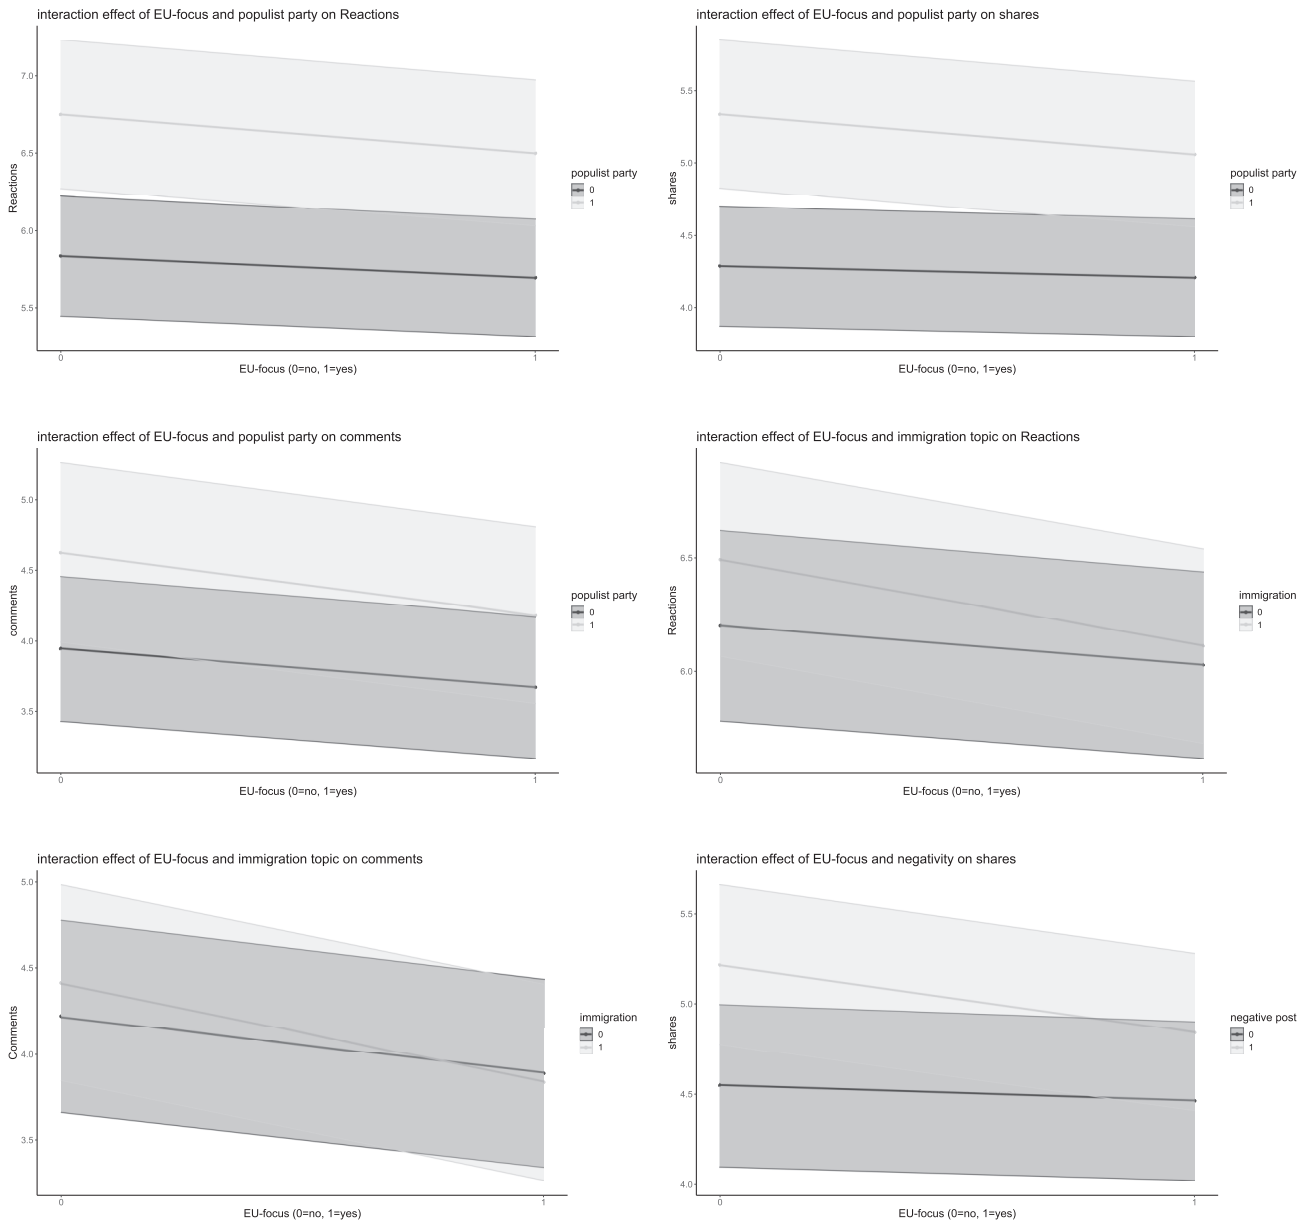 interaction effect of EU-focus and populist party on Reactions
7.0
6.5
6.0
5.5
Reactions
0
1
EU-focus (0=no, 1=yes)
populist party
0
1
interaction effect of EU-focus and populist party on shares
5.5
5.0
4.5
4.0
shares
0
1
EU-focus (0=no, 1=yes)
populist party
0
1
interaction effect of EU-focus and populist party on comments
5.0
4.5
4.0
3.5
comments
0
1
EU-focus (0=no, 1=yes)
populist party
0
1
interaction effect of EU-focus and immigration topic on Reactions
6.5
6.0
Reactions
0
1
EU-focus (0=no, 1=yes)
immigration
0
1
interaction effect of EU-focus and immigration topic on comments
5.0
4.5
4.0
3.5
Comments
0
1
EU-focus (0=no, 1=yes)
immigration
0
1
interaction effect of EU-focus and negativity on shares
5.5
5.0
4.5
4.0
shares
0
1
EU-focus (0=no, 1=yes)
negative post
0
1